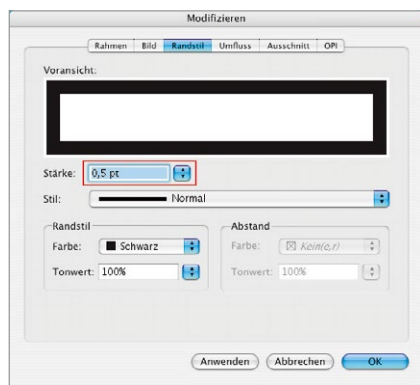 Modifizieren
Rahmen Bild Randstil Umfluss Ausschnitt OPI
Voransicht:
Stärke: 0,5 pt
Stil: Normal
Randstil
Farbe: Schwarz
Tonwert: 100%
Abstand
Farbe: Kein(e,r)
Tonwert: 100%
Anwenden Abbrechen OK